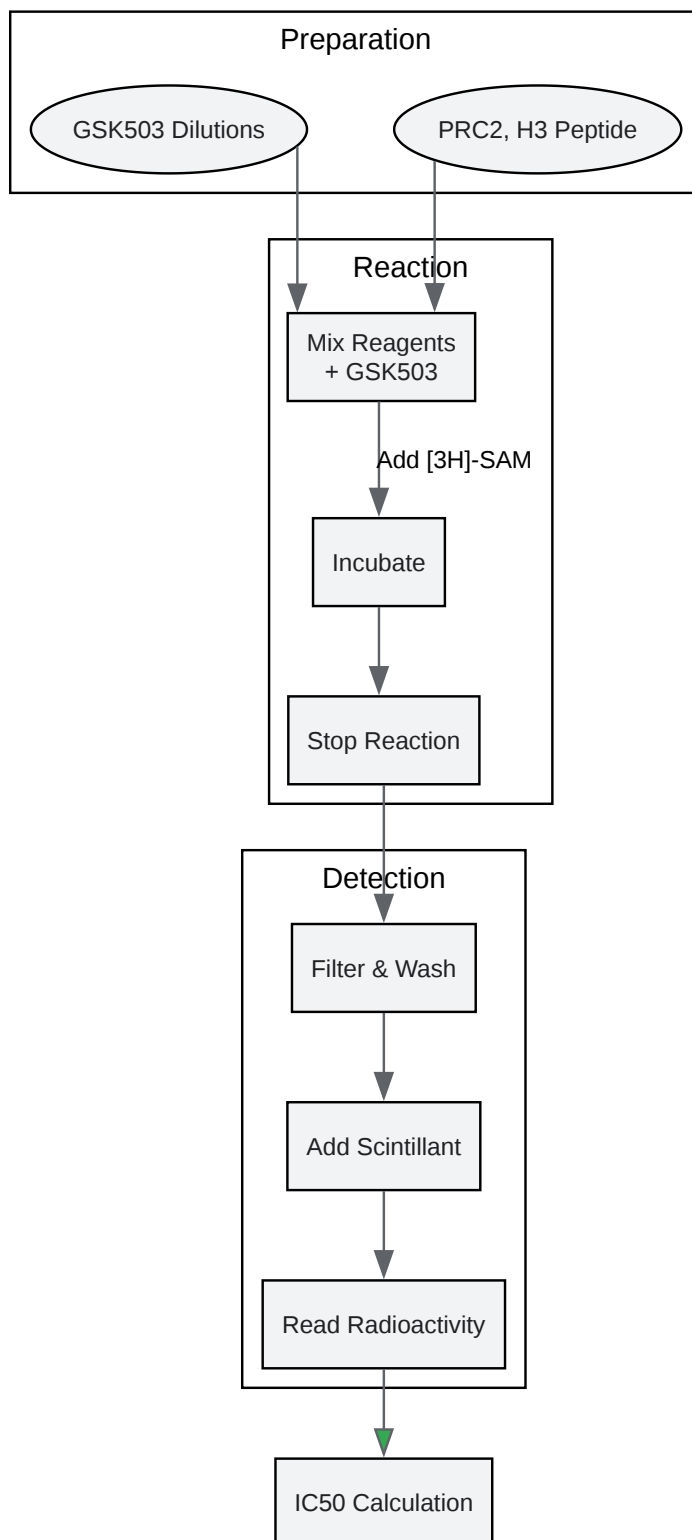 Preparation
GSK503 Dilutions
PRC2, H3 Peptide
Reaction
Mix Reagents
+ GSK503
Add [3H]-SAM
Incubate
Stop Reaction
Detection
Filter & Wash
Add Scintillant
Read Radioactivity
IC50 Calculation